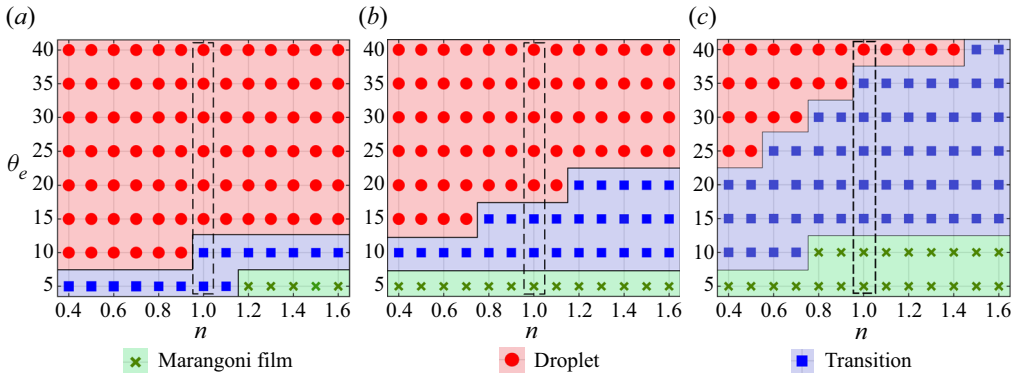 (a) (b) (c)
40 40 40
35 35 35
30 30 30
25 25 25
θe
20 20 20
15 15 15
10 10 10
5 5 5
0.4 0.6 0.8 1.0 1.2 1.4 1.6 0.4 0.6 0.8 1.0 1.2 1.4 1.6 0.4 0.6 0.8 1.0 1.2 1.4 1.6
n n n
Marangoni film Droplet Transition